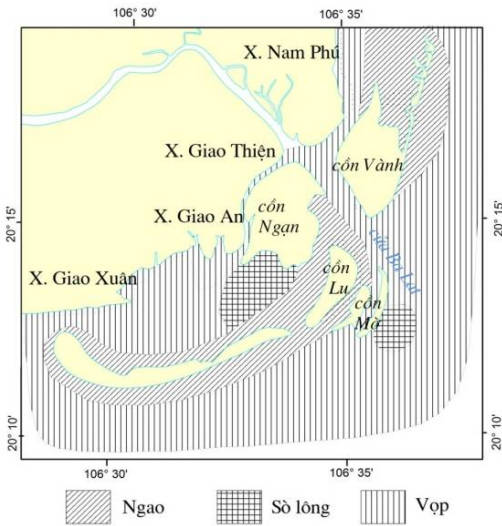 106° 30'
106° 35'
X. Nam Phú
X. Giao Thiện
cồn Vành
20° 15'
X. Giao An
cồn
Ngạn
cửa Ba Lạt
20° 15'
X. Giao Xuân
cồn
Lu
cồn
Mờ
20° 10'
20° 10'
106° 30'
106° 35'
Ngao
Sò lông
Vọp